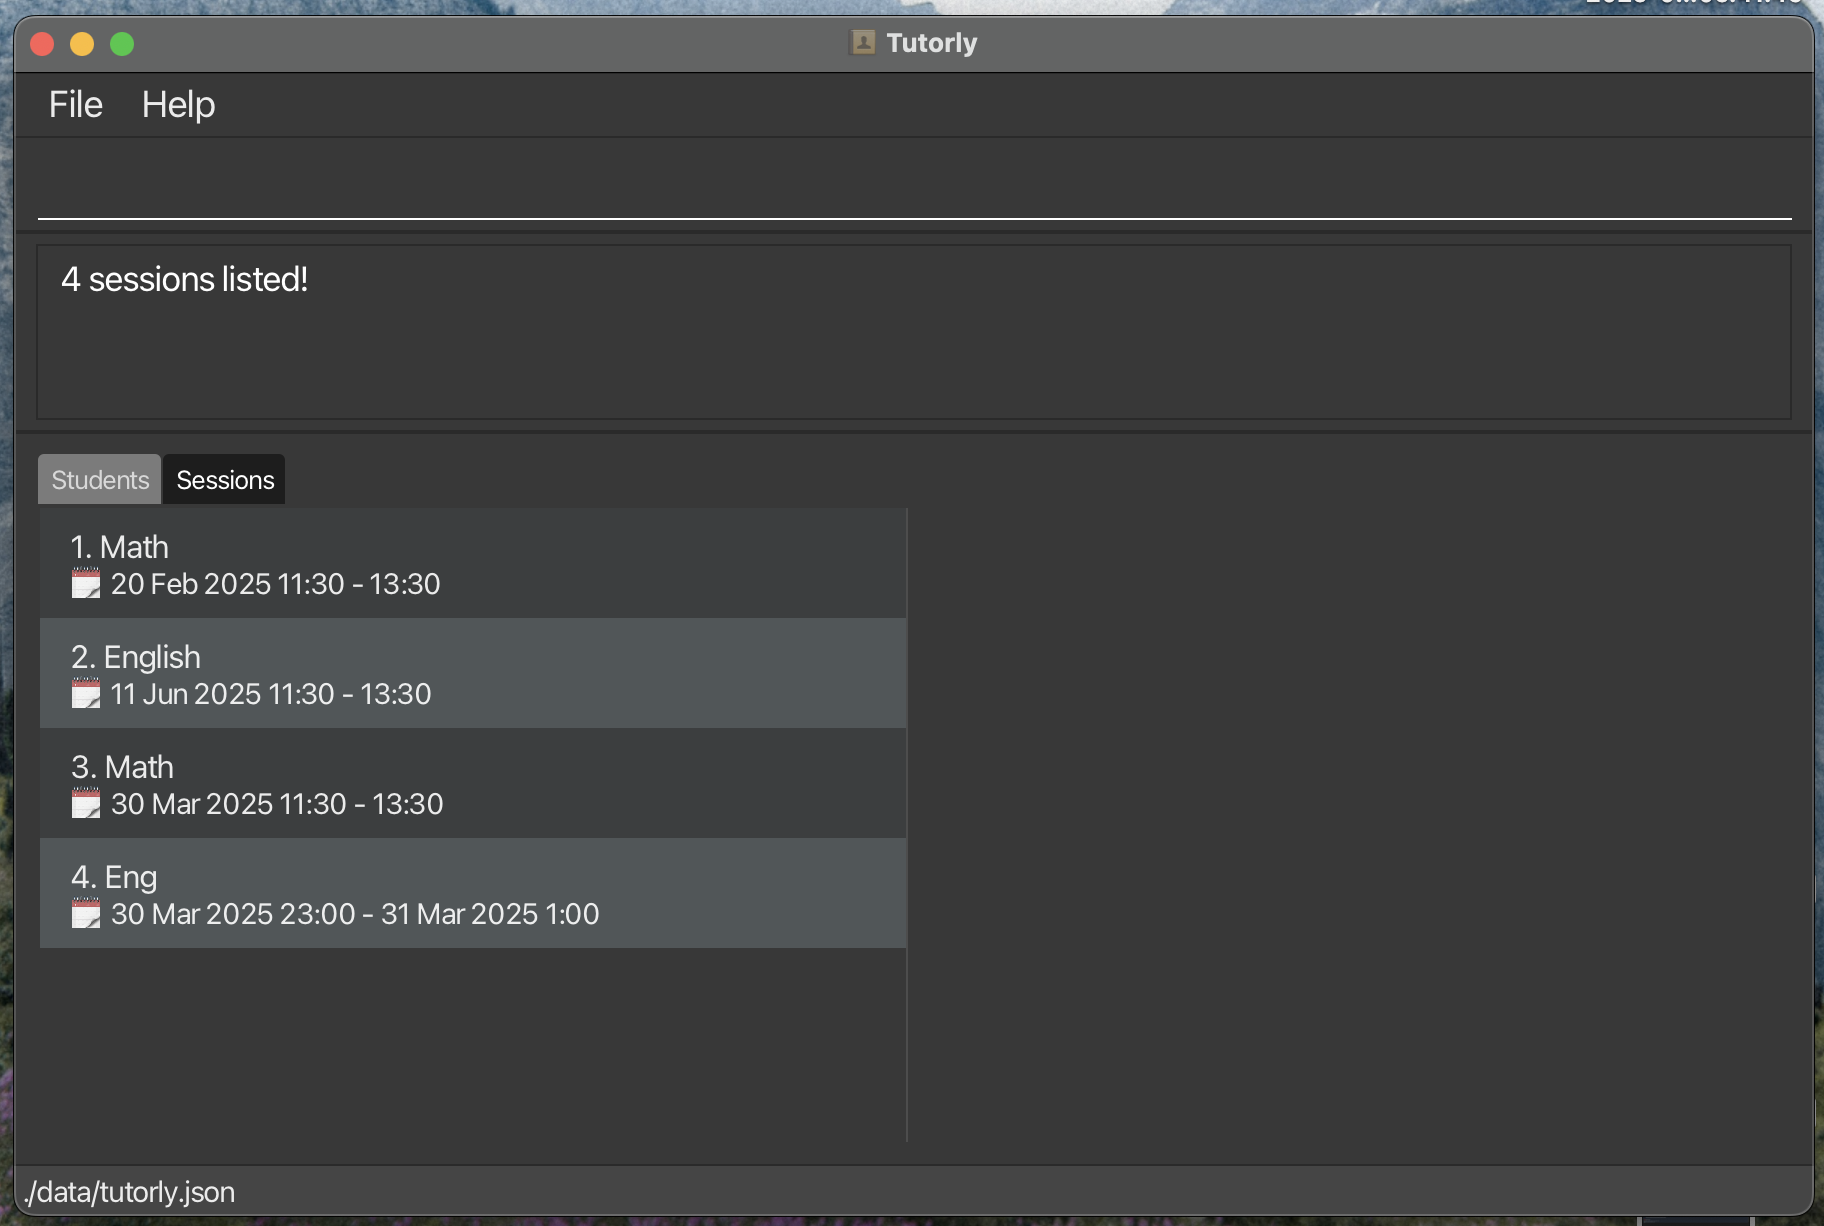 Tutorly
File Help
4 sessions listed!
Students Sessions
1. Math
20 Feb 2025 11:30 - 13:30
2. English
11 Jun 2025 11:30 - 13:30
3. Math
30 Mar 2025 11:30 - 13:30
4. Eng
30 Mar 2025 23:00 - 31 Mar 2025 1:00
./data/tutorly.json